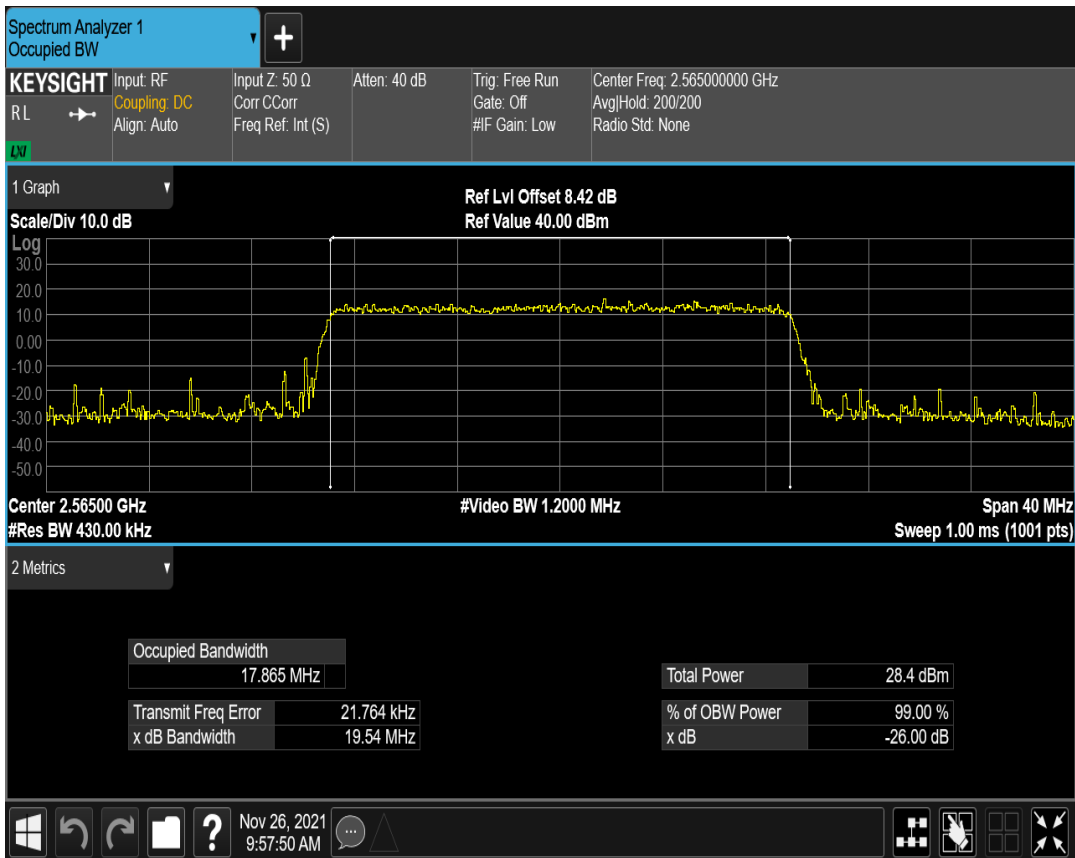 Spectrum Analyzer 1
Occupied BW
KEYSIGHT
R L
LXI
Input: RF
Coupling: DC
Align: Auto
Input Z: 50 Ω
Corr CCorr
Freq Ref: Int (S)
Atten: 40 dB
Trig: Free Run
Gate: Off
#IF Gain: Low
Center Freq: 2.565000000 GHz
Avg|Hold: 200/200
Radio Std: None
1 Graph
Scale/Div 10.0 dB
Ref Lvl Offset 8.42 dB
Ref Value 40.00 dBm
Log
30.0
20.0
10.0
0.00
-10.0
-20.0
-30.0
-40.0
-50.0
Center 2.56500 GHz
#Video BW 1.2000 MHz
Span 40 MHz
#Res BW 430.00 kHz
Sweep 1.00 ms (1001 pts)
2 Metrics
Occupied Bandwidth
17.865 MHz
Total Power 28.4 dBm
Transmit Freq Error 21.764 kHz
% of OBW Power 99.00 %
x dB Bandwidth 19.54 MHz
x dB -26.00 dB
Nov 26, 2021
9:57:50 AM